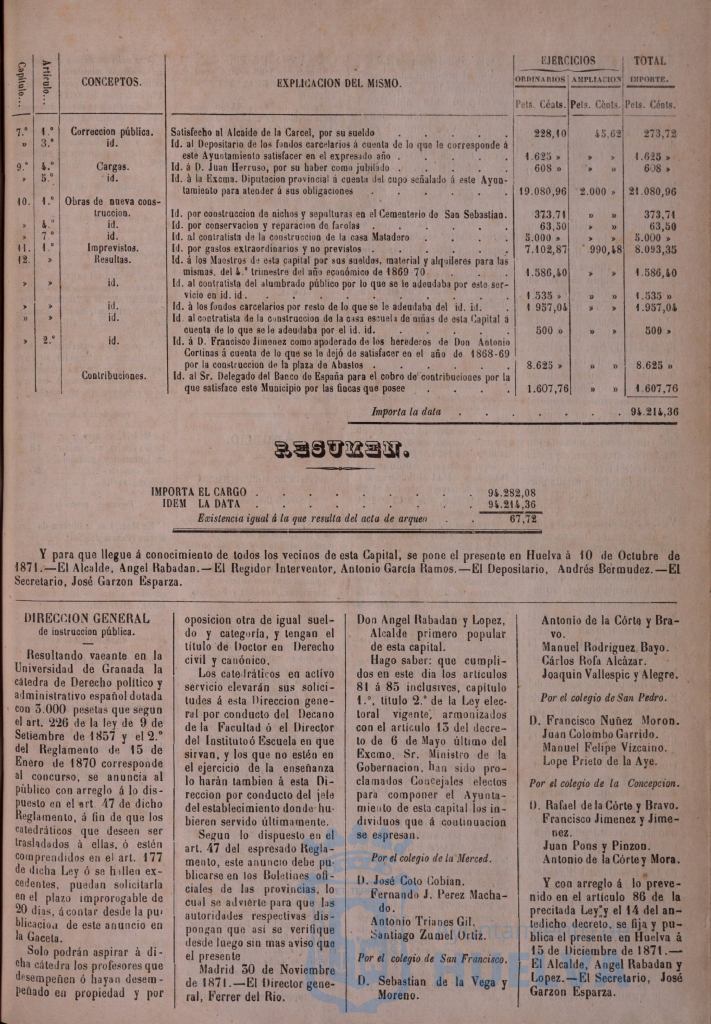 Capítulo...
Artículo...
CONCEPTOS.
EXPLICACION DEL MISMO.
EJERCICIOS
TOTAL
ORDINARIOS AMPLIACION IMPORTE.
Pets. Cénts. Pets. Cénts. Pets. Cénts.
7.° 1.° Correccion pública. Satisfecho al Alcaide de la Carcel, por su sueldo . . . . . 228,10 45,62 273,72
» 3.° id. Id. al Depositario de los fondos carcelarios á cuenta de lo que le corresponde á
este Ayuntamiento satisfacer en el expresado año . . . . . 1.625 » » » 1.625 »
9.° 4.° Cargas. Id. á D. Juan Herruso, por su haber como jubilado . . . . 608 » » » 608 »
» 5.° id. Id. á la Excma. Diputacion provincial á cuenta del cupo señalado á este Ayun-
tamiento para atender á sus obligaciones . . . . 19.080,96 2.000 » 21.080,96
10. 1.° Obras de nueva cons-
truccion. Id. por construccion de nichos y sepulturas en el Cementerio de San Sebastian. 373,71 » » 373,71
» 4.° id. Id. por conservacion y reparacion de farolas . . . . 63,50 » » 63,50
» 7.° id. Id. al contratista de la construccion de la casa Matadero . . . . 5.000 » » » 5.000 »
11. 1.° Imprevistos. Id. por gastos extraordinarios y no previstos . . . . 7.102,87 990,48 8.093,35
12. » Resultas. Id. á los Maestros de esta capital por sus sueldos, material y alquileres para las
mismas, del 4.° trimestre del año económico de 1869 70 . . . . 1.586,40 » » 1.586,40
» » id. Id. al contratista del alumbrado público por lo que se le adeudaba por este ser-
vicio en id. id. . . . . 1.535 » » » 1.535 »
» » id. Id. á los fondos carcelarios por resto de lo que se le adeudaba del id. id. . 1 957,04 » » 1.957,04
» » id. Id. al contratista de la construccion de la casa escuela de niñas de esta Capital á
cuenta de lo que se le adeudaba por el id. id. . . . . 500 » » » 500 »
» 2.° id. Id. á D. Francisco Jimenez como apoderado de los herederos de Don Antonio
Cortinas á cuenta de lo que se le dejó de satisfacer en el año de 1868-69
por la construccion de la plaza de Abastos . . . . 8.625 » » » 8.625 »
Contribuciones. Id. al Sr. Delegado del Banco de España para el cobro de contribuciones por la
que satisface este Municipio por las fincas que posee . . . . 1.607,76 » » 1.607,76
Importa la data . . . . . . . 94.214,36
RESUMEN.
IMPORTA EL CARGO . . . . . . . . . 94.282,08
IDEM LA DATA . . . . . . . . . 94.214,36
Existencia igual á la que resulta del acta de arqueo . . 67,72
Y para que llegue á conocimiento de todos los vecinos de esta Capital, se pone el presente en Huelva á 10 de Octubre de
1871.—El Alcalde, Angel Rabadan.—El Regidor Interventor, Antonio García Ramos.—El Depositario, Andrés Bermudez.—El
Secretario, José Garzon Esparza.
DIRECCION GENERAL
de instruccion pública.
Resultando vacante en la
Universidad de Granada la
cátedra de Derecho político y
administrativo español dotada
con 3.000 pesetas que segun
el art. 226 de la ley de 9 de
Setiembre de 1857 y el 2.°
del Reglamento de 15 de
Enero de 1870 corresponde
al concurso, se anuncia al
público con arreglo á lo dis-
puesto en el art 47 de dicho
Reglamento, á fin de que los
catedráticos que deseen ser
trasladados á ellas, ó estén
comprendidos en el art. 177
de dicha Ley ó se hallen ex-
cedentes, puedan solicitarla
en el plazo improrogable de
20 dias, á contar desde la pu
blicacion de este anuncio en
la Gaceta.
Solo podrán aspirar á di-
cha cátedra los profesores que
desempeñen ó hayan desem-
peñado en propiedad y por
oposicion otra de igual suel-
do y categoría, y tengan el
título de Doctor en Derecho
civil y canónico.
Los catedráticos en activo
servicio elevarán sus solici-
tudes á esta Direccion gene-
ral por conducto del Decano
de la Facultad ó el Director
del Instituto ó Escuela en que
sirvan, y los que no estén en
el ejercicio de la enseñanza
lo harán tambien á esta Di-
reccion por conducto del jefe
del establecimiento donde hu-
bieren servido últimamente.
Segun lo dispuesto en el
art. 47 del espresado Regla-
mento, este anuncio debe pu-
blicarse en los Boletines ofi-
ciales de las provincias, lo
cual se advierte para que las
autoridades respectivas dis-
pongan que asi se verifique
desde luego sin mas aviso que
el presente
Madrid 30 de Noviembre
de 1871.—El Director gene-
ral, Ferrer del Rio.
Don Angel Rabadan y Lopez,
Alcalde primero popular
de esta capital.
Hago saber: que cumpli-
dos en este dia los artículos
81 á 85 inclusives, capítulo
1.°, título 2.° de la Ley elec-
toral vigente, armonizados
con el artículo 13 del decre-
to de 6 de Mayo último del
Excmo. Sr. Ministro de la
Gobernacion, han sido pro-
clamados Concejales electos
para componer el Ayunta-
miento de esta capital los in-
dividuos que á continuacion
se espresan.
Por el colegio de la Merced.
D. José Coto Cobian.
Fernando J. Perez Macha-
do.
Antonio Trianes Gil.
Santiago Zumel Ortiz.
Por el colegio de San Francisco.
D. Sebastian de la Vega y
Moreno.
Antonio de la Córte y Bra-
vo.
Manuel Rodriguez Bayo.
Cárlos Rofa Alcázar.
Joaquin Vallespic y Alegre.
Por el colegio de San Pedro.
D. Francisco Nuñez Moron.
Juan Colombo Garrido.
Manuel Felipe Vizcaino.
Lope Prieto de la Aye.
Por el colegio de la Concepcion.
D. Rafael de la Córte y Bravo.
Francisco Jimenez y Jime-
nez.
Juan Pons y Pinzon.
Antonio de la Córte y Mora.
Y con arreglo á lo preve-
nido en el artículo 86 de la
precitada Ley y el 14 del an-
tedicho decreto, se fija y pu-
blica el presente en Huelva á
15 de Diciembre de 1871.—
El Alcalde, Angel Rabadan y
Lopez.—El Secretario, José
Garzon Esparza.